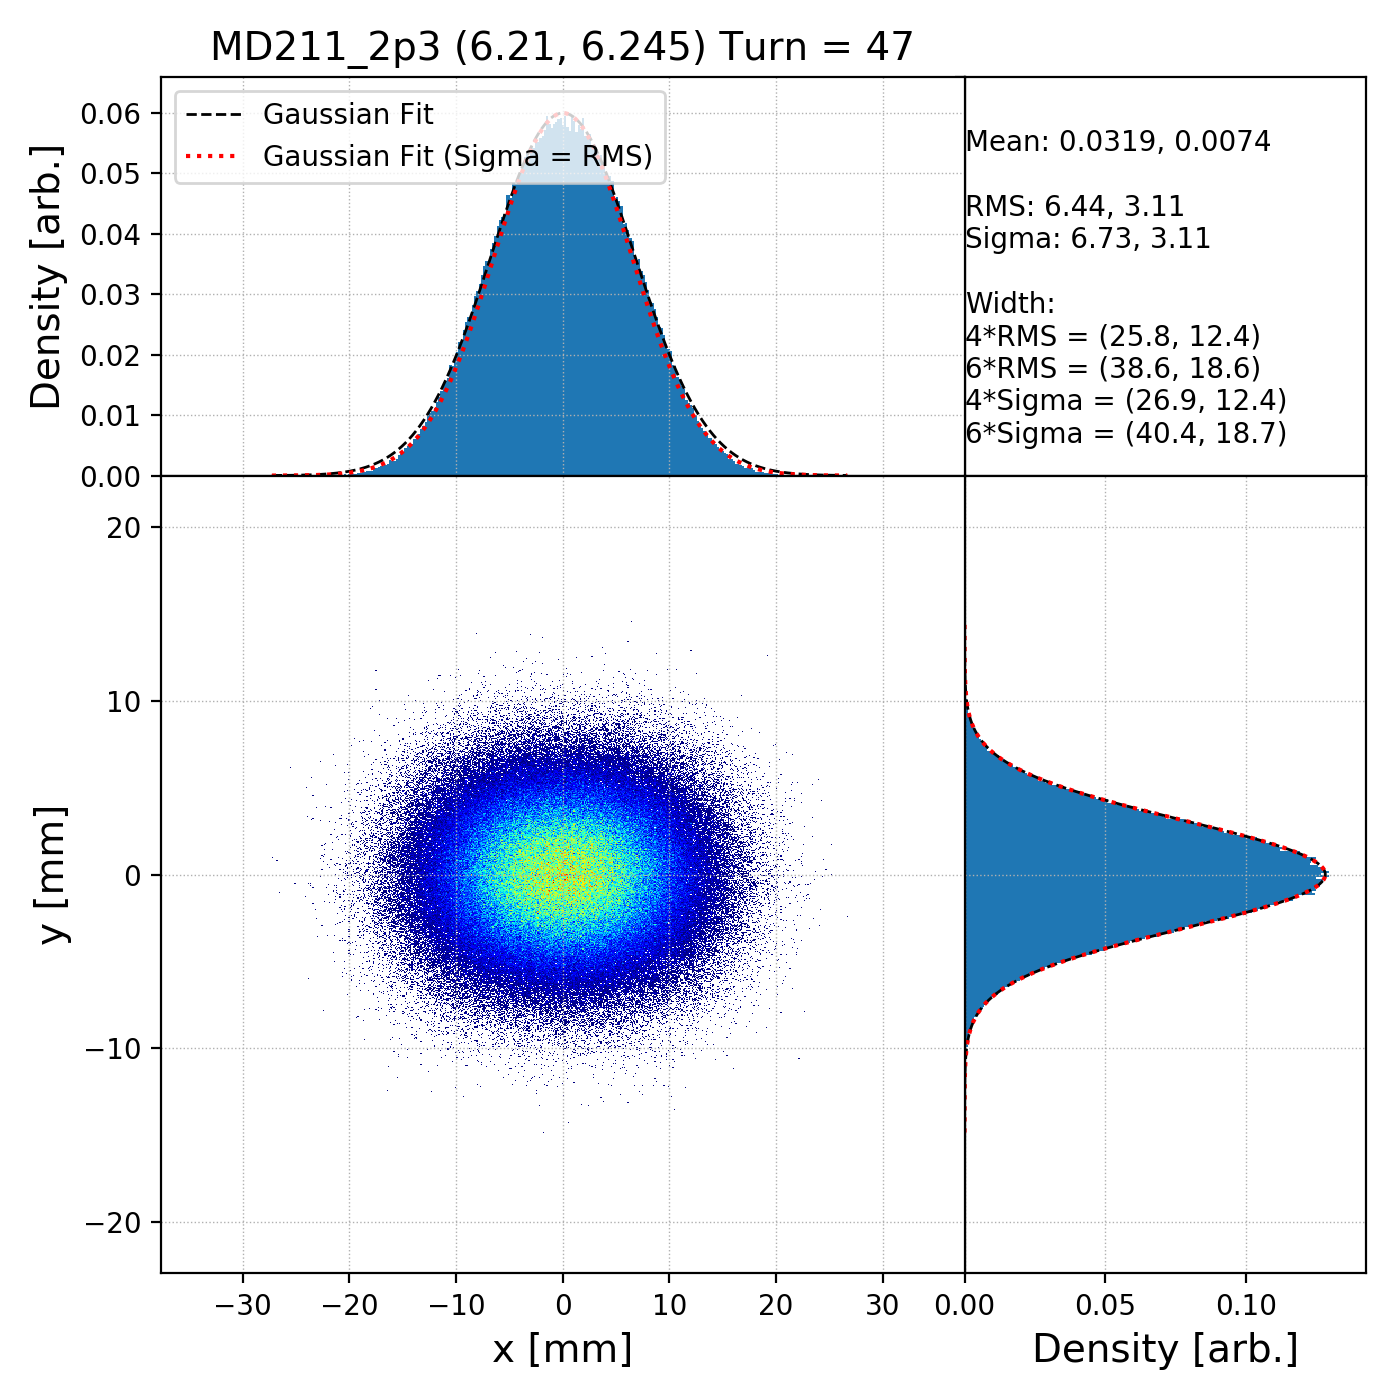 MD211_2p3 (6.21, 6.245) Turn = 47
Gaussian Fit
Gaussian Fit (Sigma = RMS)
Density [arb.]
0.06
0.05
0.04
0.03
0.02
0.01
0.00
Mean: 0.0319, 0.0074
RMS: 6.44, 3.11
Sigma: 6.73, 3.11
Width:
4*RMS = (25.8, 12.4)
6*RMS = (38.6, 18.6)
4*Sigma = (26.9, 12.4)
6*Sigma = (40.4, 18.7)
y [mm]
20
10
0
−10
−20
−30 −20 −10 0 10 20 30
x [mm]
0.00 0.05 0.10
Density [arb.]